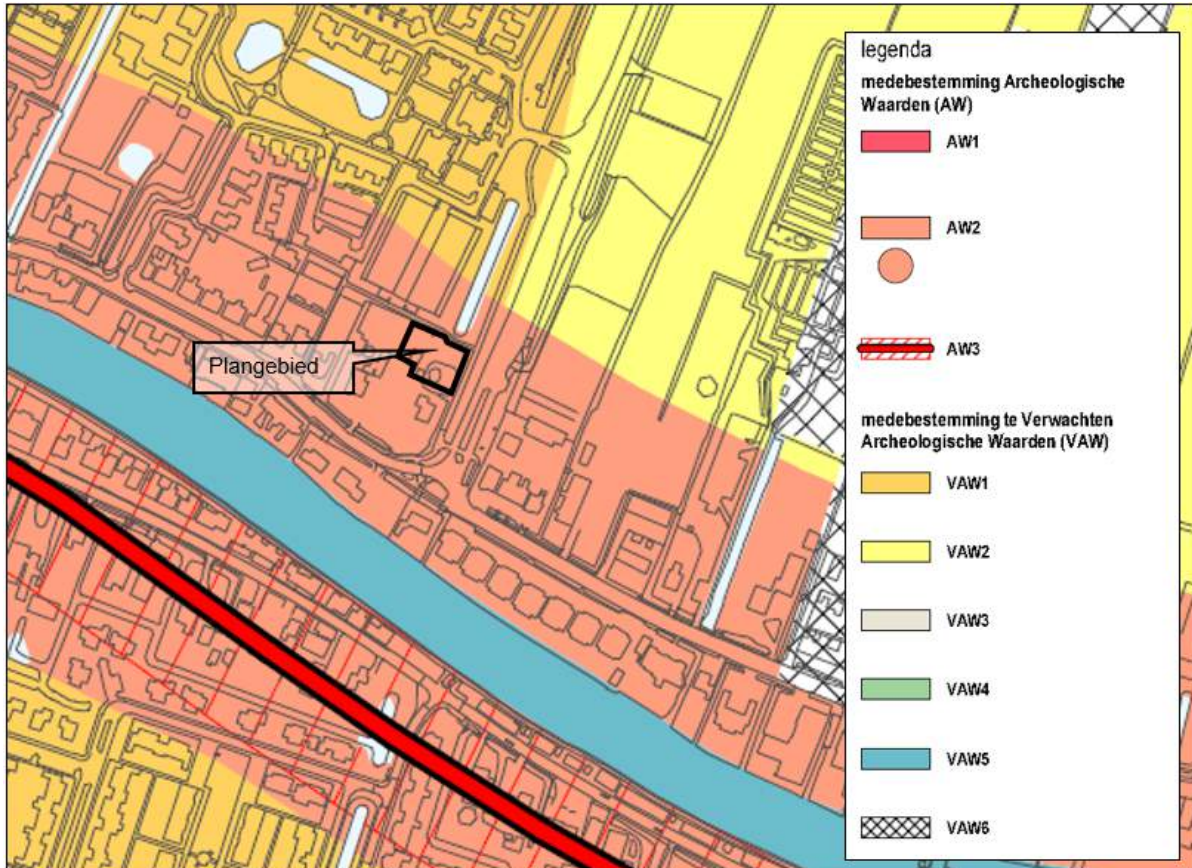 Plangebied
legenda
medebestemming Archeologische
Waarden (AW)
AW1
AW2
AW3
medebestemming te Verwachten
Archeologische Waarden (VAW)
VAW1
VAW2
VAW3
VAW4
VAW5
VAW6